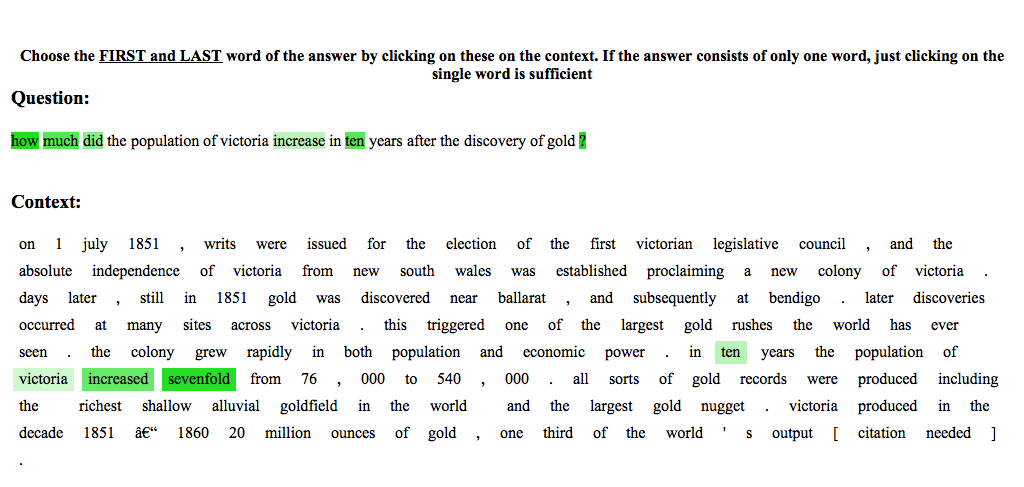 Choose the FIRST and LAST word of the answer by clicking on these on the context. If the answer consists of only one word, just clicking on the
single word is sufficient
Question:
how much did the population of victoria increase in ten years after the discovery of gold ?
Context:
on 1 july 1851 , writs were issued for the election of the first victorian legislative council , and the
absolute independence of victoria from new south wales was established proclaiming a new colony of victoria .
days later , still in 1851 gold was discovered near ballarat , and subsequently at bendigo . later discoveries
occurred at many sites across victoria . this triggered one of the largest gold rushes the world has ever
seen . the colony grew rapidly in both population and economic power . in ten years the population of
victoria increased sevenfold from 76 , 000 to 540 , 000 . all sorts of gold records were produced including
the richest shallow alluvial goldfield in the world and the largest gold nugget . victoria produced in the
decade 1851 â€“ 1860 20 million ounces of gold , one third of the world ' s output [ citation needed ]
.